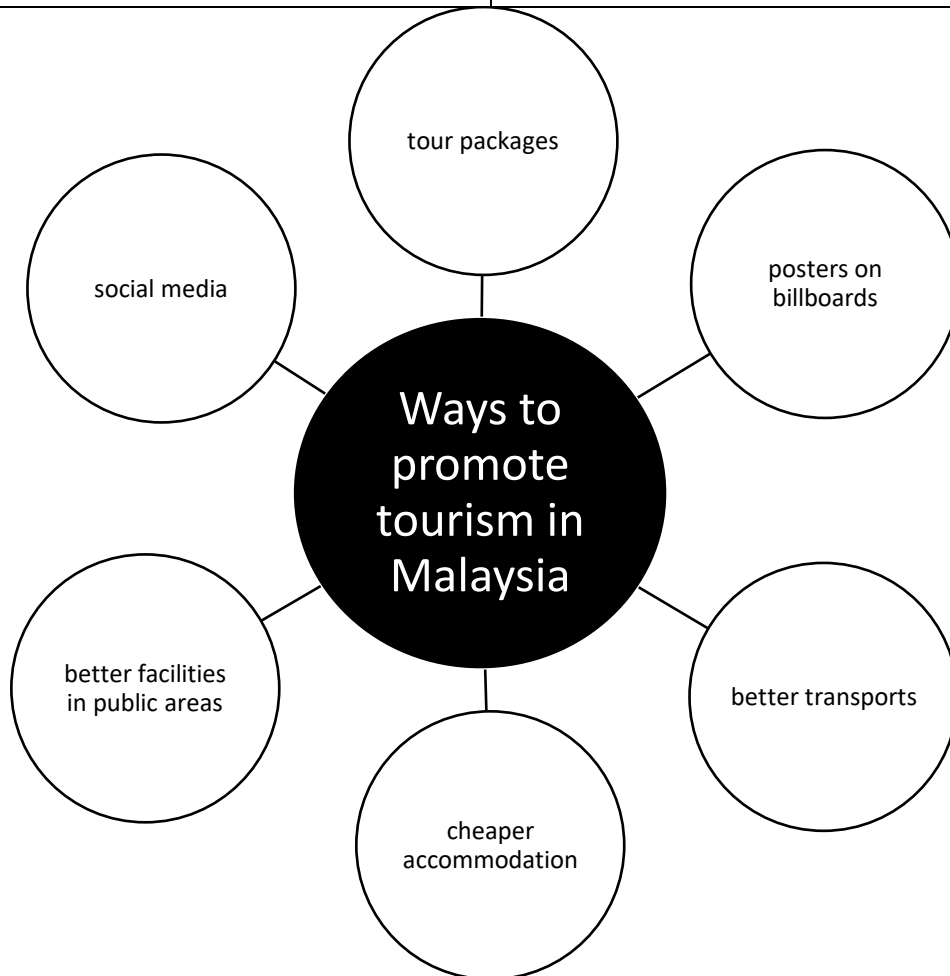 tour packages
social media
posters on
billboards
Ways to
promote
tourism in
Malaysia
better facilities
in public areas
better transports
cheaper
accommodation